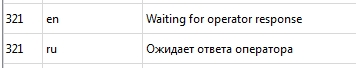 321 en Waiting for operator response
321 ru Ожидает ответа оператора